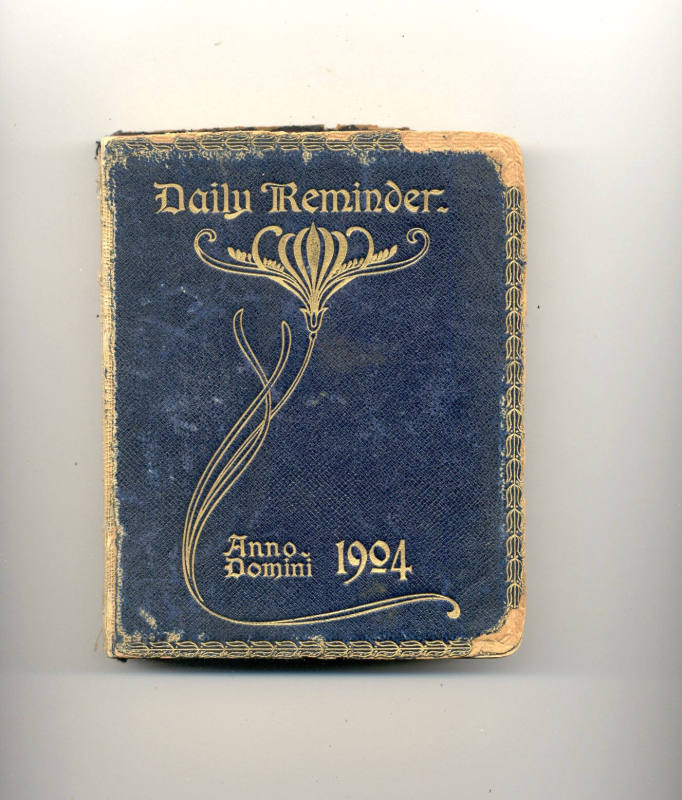 Daily Reminder.
Anno
Domini 1904